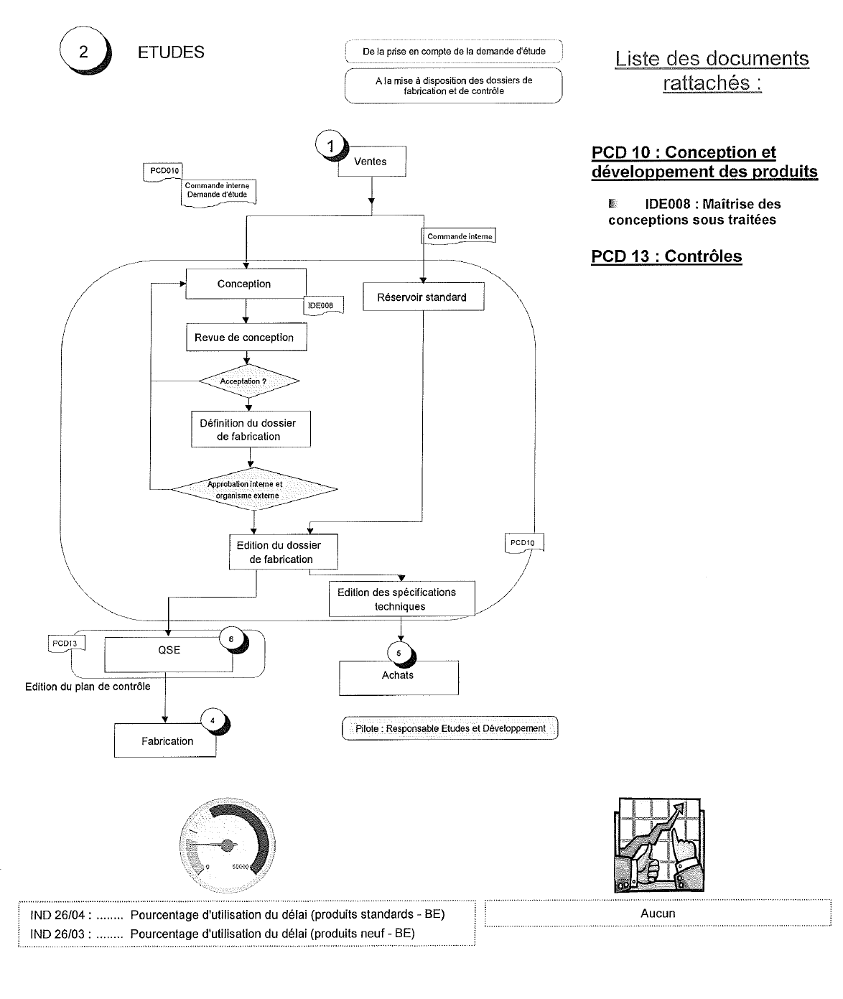 2
ETUDES
De la prise en compte de la demande d'étude
A la mise à disposition des dossiers de
fabrication et de contrôle
Liste des documents
rattachés :
PCD 10 : Conception et
développement des produits
IDE008 : Maîtrise des
conceptions sous traitées
PCD 13 : Contrôles
1
Ventes
PCD010
Commande interne
Demande d'étude
Commande interne
Conception
IDE008
Réservoir standard
Revue de conception
Acceptation ?
Définition du dossier
de fabrication
Approbation interne et
organisme externe
Edition du dossier
de fabrication
PCD10
Edition des spécifications
techniques
PCD13
QSE
6
5
Achats
Edition du plan de contrôle
4
Fabrication
Pilote : Responsable Etudes et Développement
0
50000
IND 26/04 : ........ Pourcentage d'utilisation du délai (produits standards - BE)
IND 26/03 : ........ Pourcentage d'utilisation du délai (produits neuf - BE)
Aucun